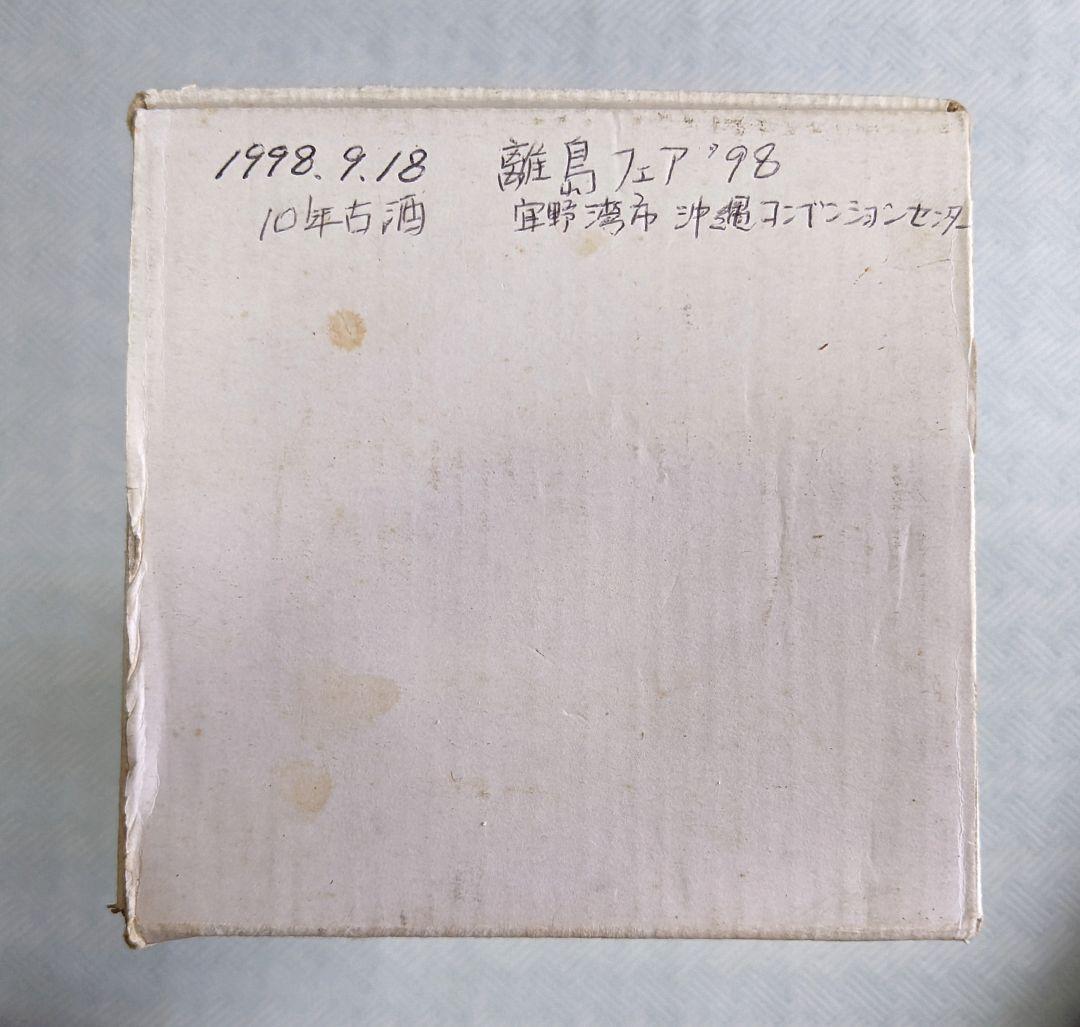 1998.9.18 離島フェア '98
10年古酒 宜野湾市 沖縄コンベンションセンター